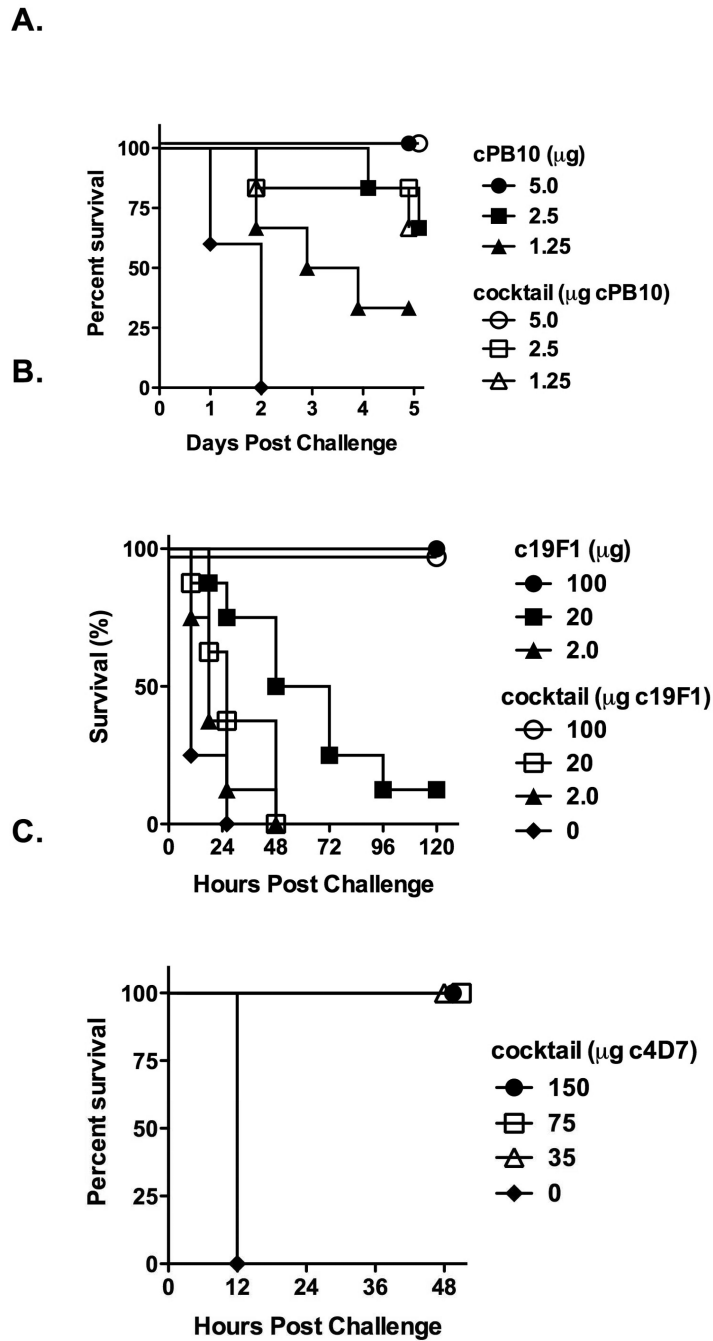 A.
Percent survival
100
75
50
25
0
0 1 2 3 4 5
Days Post Challenge
cPB10 (μg)
5.0
2.5
1.25
cocktail (μg cPB10)
5.0
2.5
1.25
B.
Survival (%)
100
50
0
0 24 48 72 96 120
Hours Post Challenge
c19F1 (μg)
100
20
2.0
cocktail (μg c19F1)
100
20
2.0
0
C.
Percent survival
100
75
50
25
0
0 12 24 36 48
Hours Post Challenge
cocktail (μg c4D7)
150
75
35
0